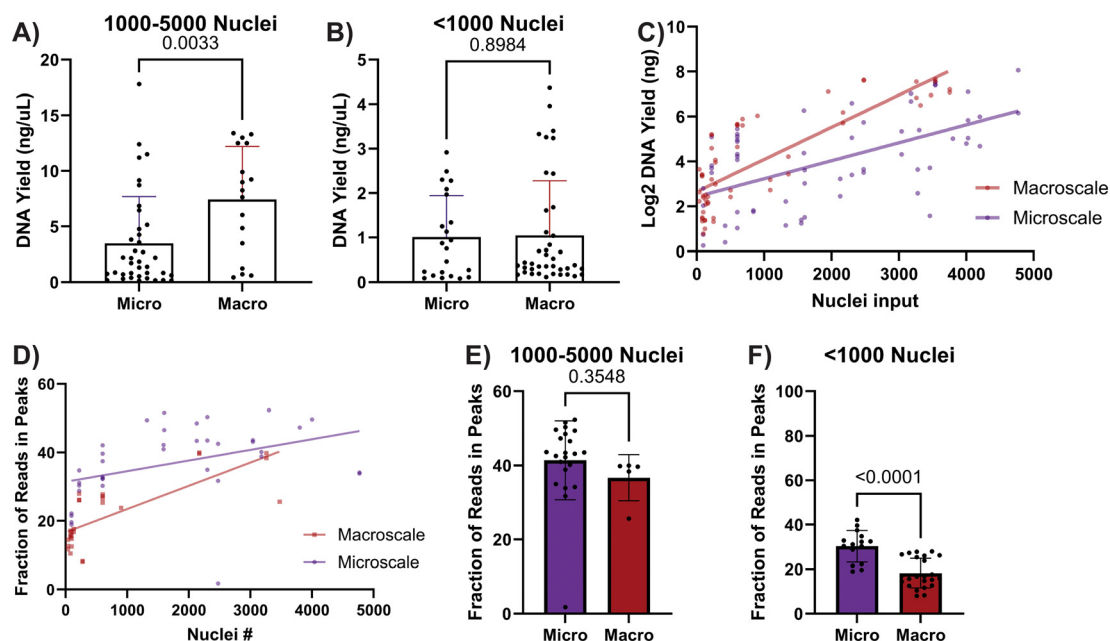 A)
1000-5000 Nuclei
0.0033
DNA Yield (ng/uL)
20
15
10
5
0
Micro
Macro
B)
<1000 Nuclei
0.8984
DNA Yield (ng/uL)
5
4
3
2
1
0
Micro
Macro
C)
Log2 DNA Yield (ng)
10
8
6
4
2
0
0
1000
2000
3000
4000
5000
Nuclei input
Macroscale
Microscale
D)
Fraction of Reads in Peaks
60
40
20
0
0
1000
2000
3000
4000
5000
Nuclei #
Macroscale
Microscale
E)
1000-5000 Nuclei
0.3548
Fraction of Reads in Peaks
60
40
20
0
Micro
Macro
F)
<1000 Nuclei
<0.0001
Fraction of Reads in Peaks
100
80
60
40
20
0
Micro
Macro